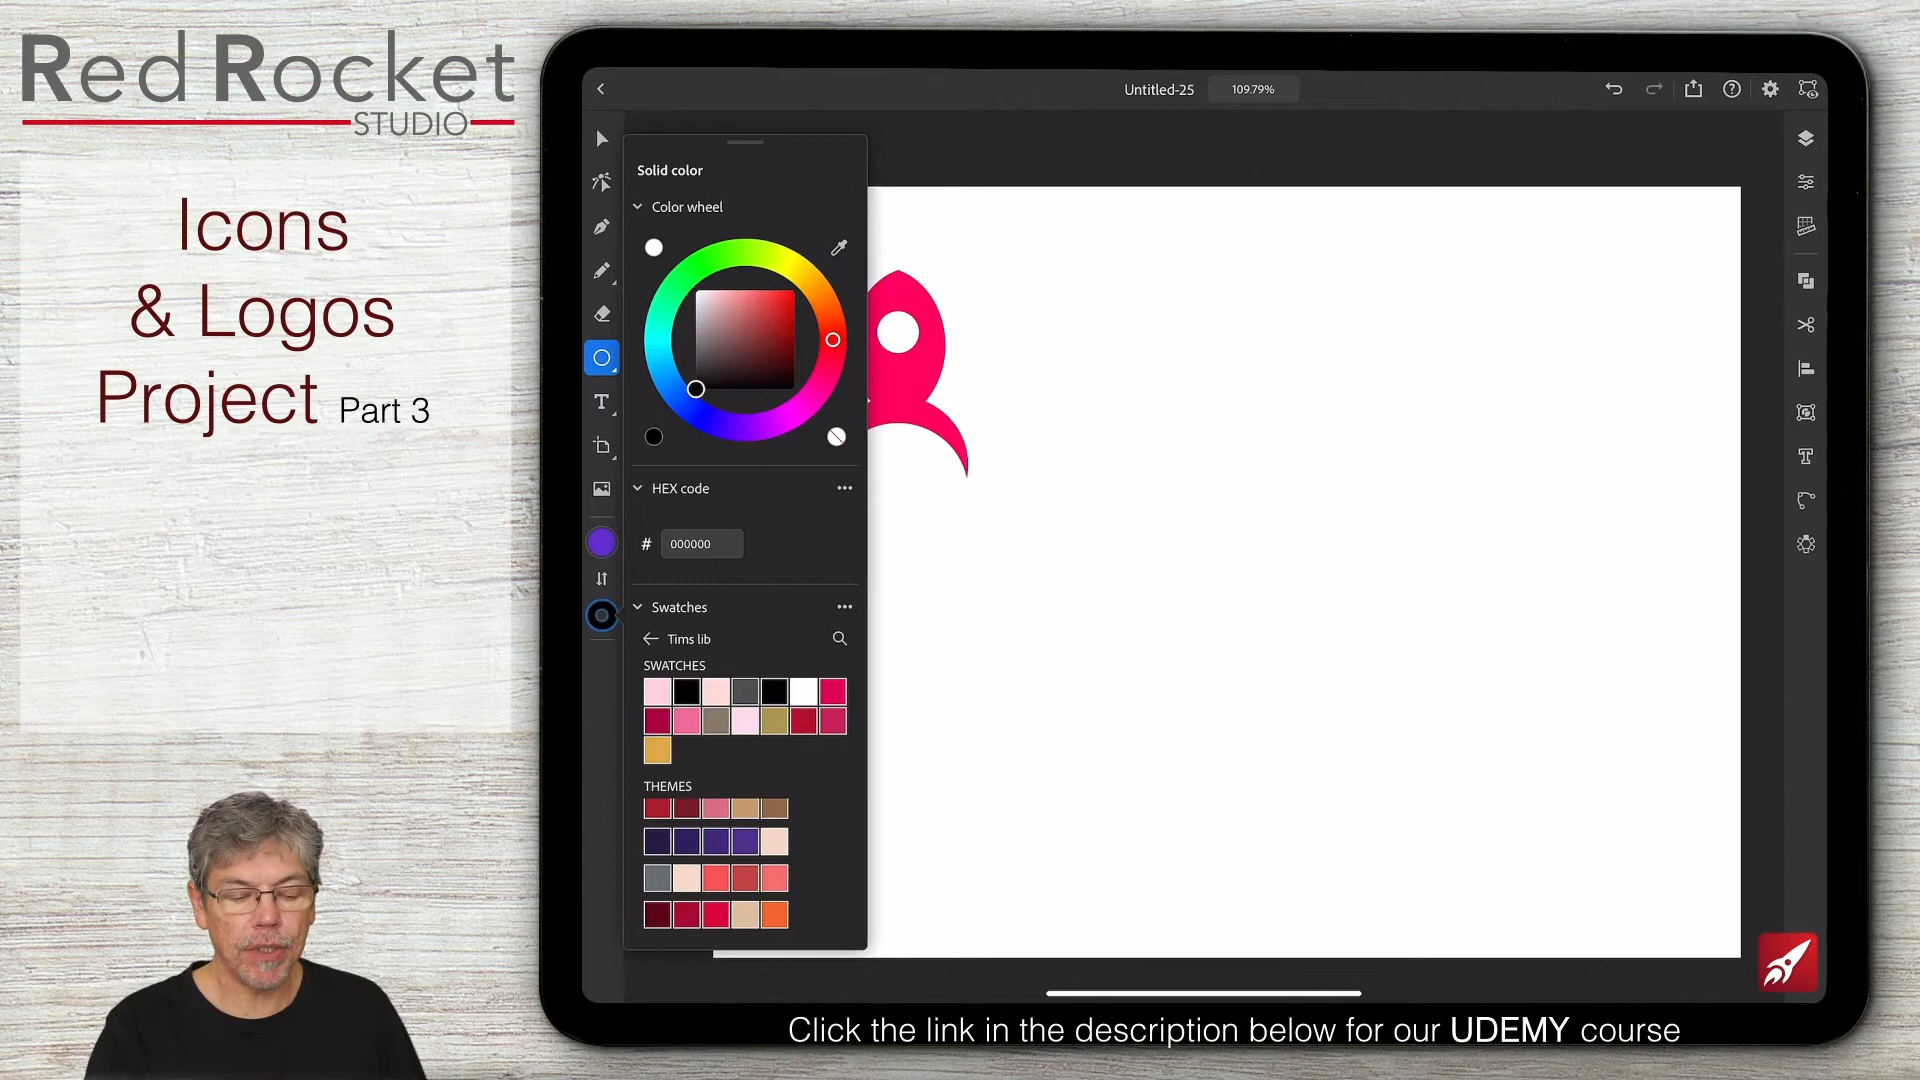 Red Rocket
STUDIO
Icons
& Logos
Project Part 3
Untitled-25
109.79%
Solid color
Color wheel
HEX code
# 000000
Swatches
Tims lib
SWATCHES
THEMES
Click the link in the description below for our UDEMY course